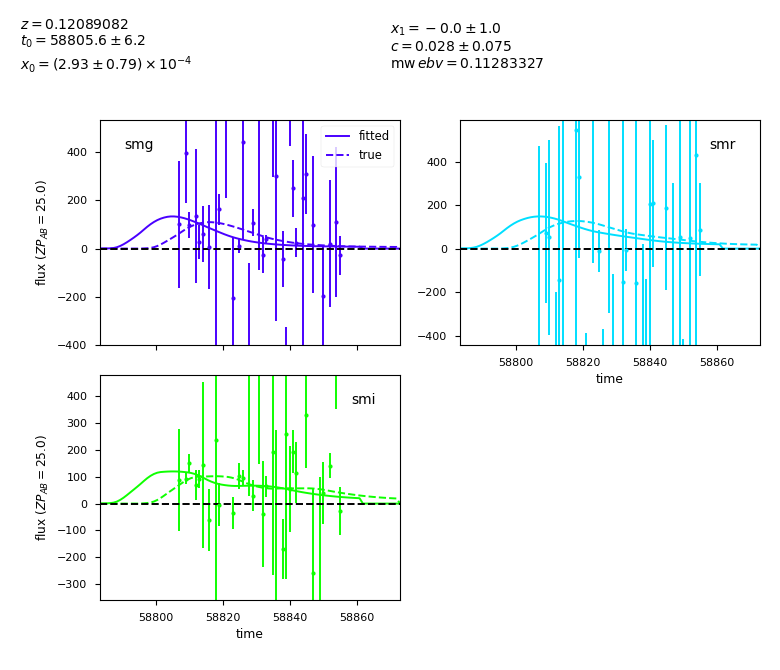 z = 0.12089082
t₀ = 58805.6 ± 6.2
x₀ = (2.93 ± 0.79) × 10⁻⁴
x₁ = −0.0 ± 1.0
c = 0.028 ± 0.075
mw ebv = 0.11283327
smg
fitted
true
400
200
0
−200
−400
flux (ZP_AB = 25.0)
smr
400
200
0
−200
−400
58800 58820 58840 58860
time
smi
400
300
200
100
0
−100
−200
−300
flux (ZP_AB = 25.0)
58800 58820 58840 58860
time